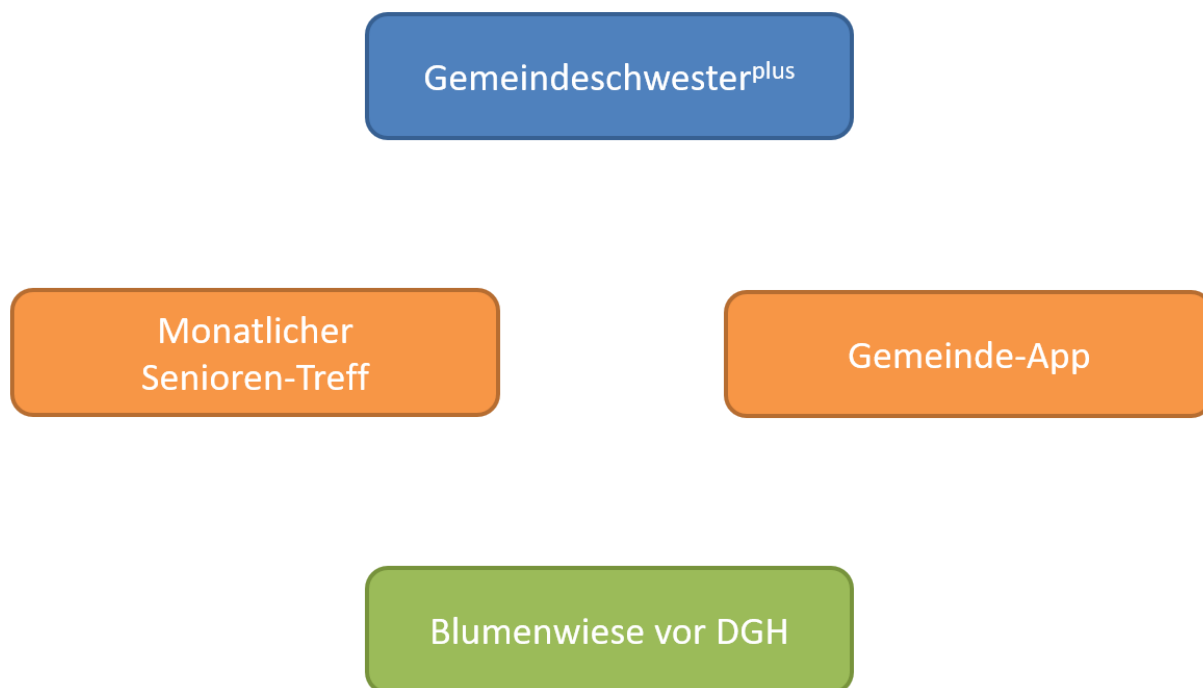 Gemeindeschwesterplus
Monatlicher
Senioren-Treff
Gemeinde-App
Blumenwiese vor DGH